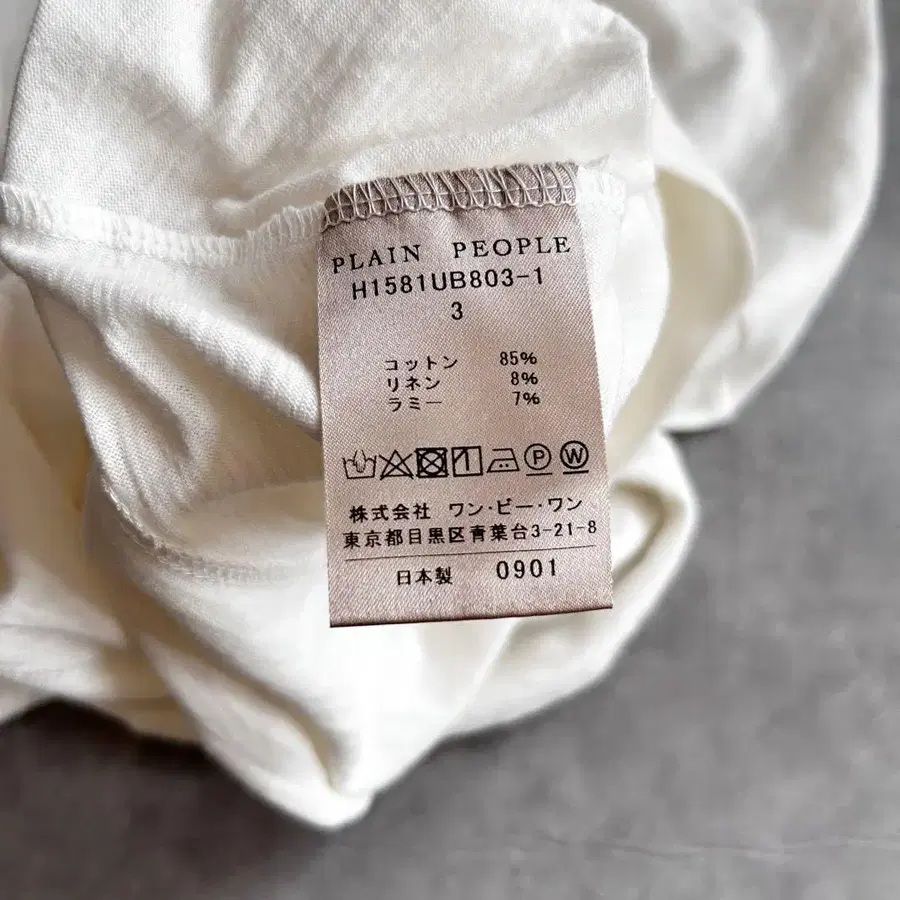 PLAIN PEOPLE
H1581UB803-1
3
コットン 85%
リネン 8%
ラミー 7%
P W
株式会社 ワン・ビー・ワン
東京都目黒区青葉台3-21-8
日本製 0901